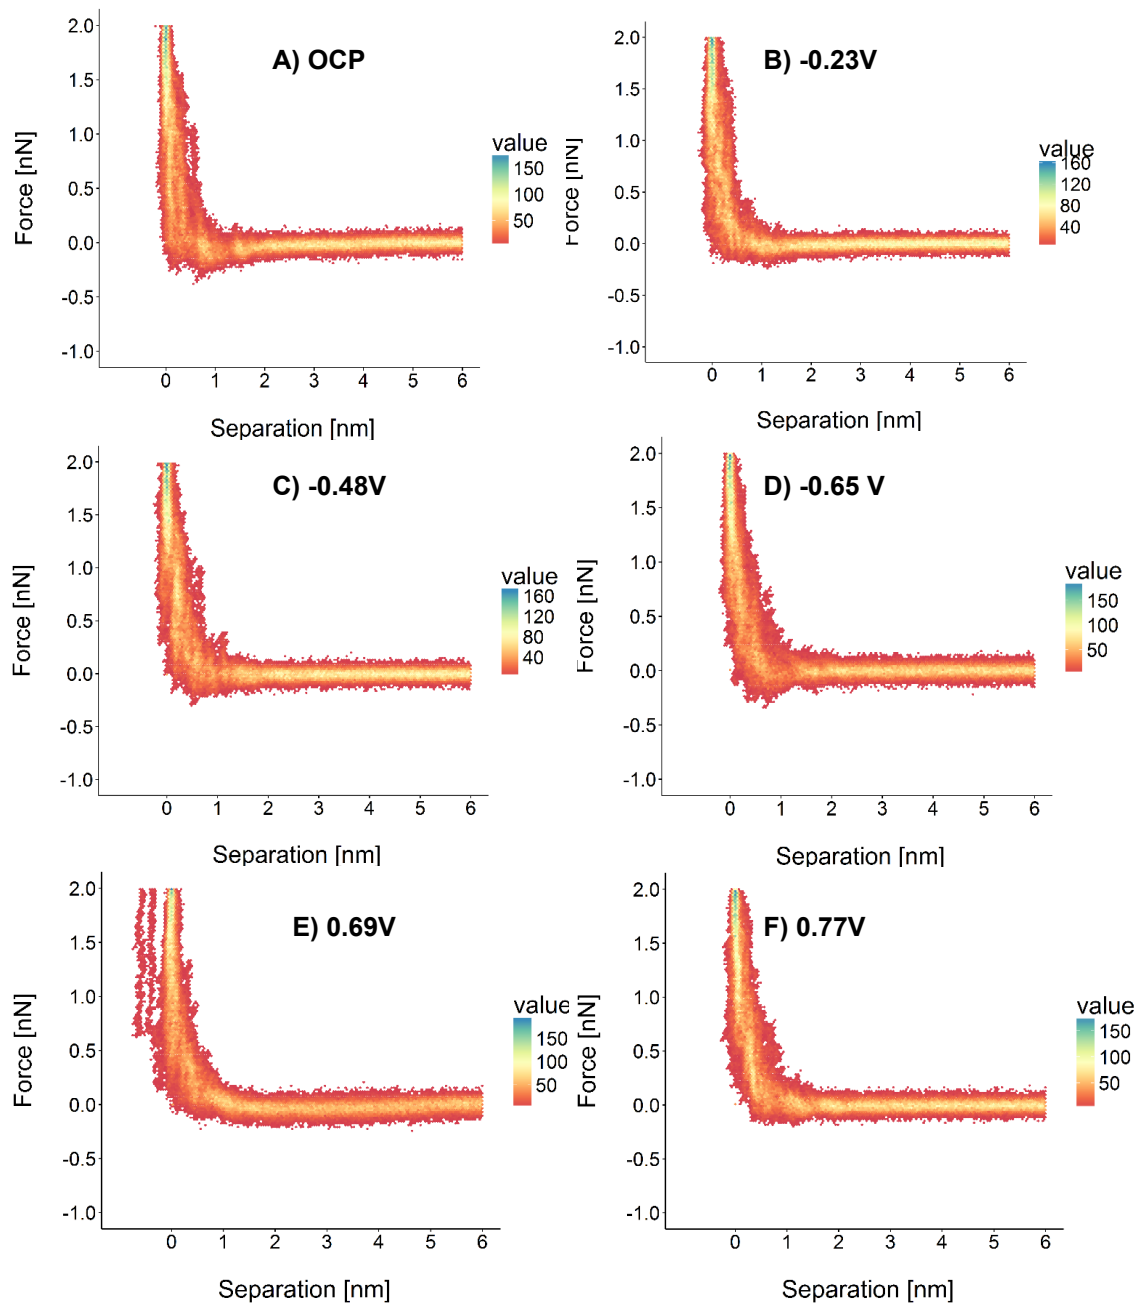 A) OCP
2.0
1.5
1.0
0.5
0.0
-0.5
-1.0
Force [nN]
0 1 2 3 4 5 6
Separation [nm]
value
150
100
50
B) -0.23V
2.0
1.5
1.0
0.5
0.0
-0.5
-1.0
Force [nN]
0 1 2 3 4 5 6
Separation [nm]
value
160
120
80
40
C) -0.48V
2.0
1.5
1.0
0.5
0.0
-0.5
-1.0
Force [nN]
0 1 2 3 4 5 6
Separation [nm]
value
160
120
80
40
D) -0.65 V
2.0
1.5
1.0
0.5
0.0
-0.5
-1.0
Force [nN]
0 1 2 3 4 5 6
Separation [nm]
value
150
100
50
E) 0.69V
2.0
1.5
1.0
0.5
0.0
-0.5
-1.0
Force [nN]
0 1 2 3 4 5 6
Separation [nm]
value
150
100
50
F) 0.77V
2.0
1.5
1.0
0.5
0.0
-0.5
-1.0
Force [nN]
0 1 2 3 4 5 6
Separation [nm]
value
150
100
50